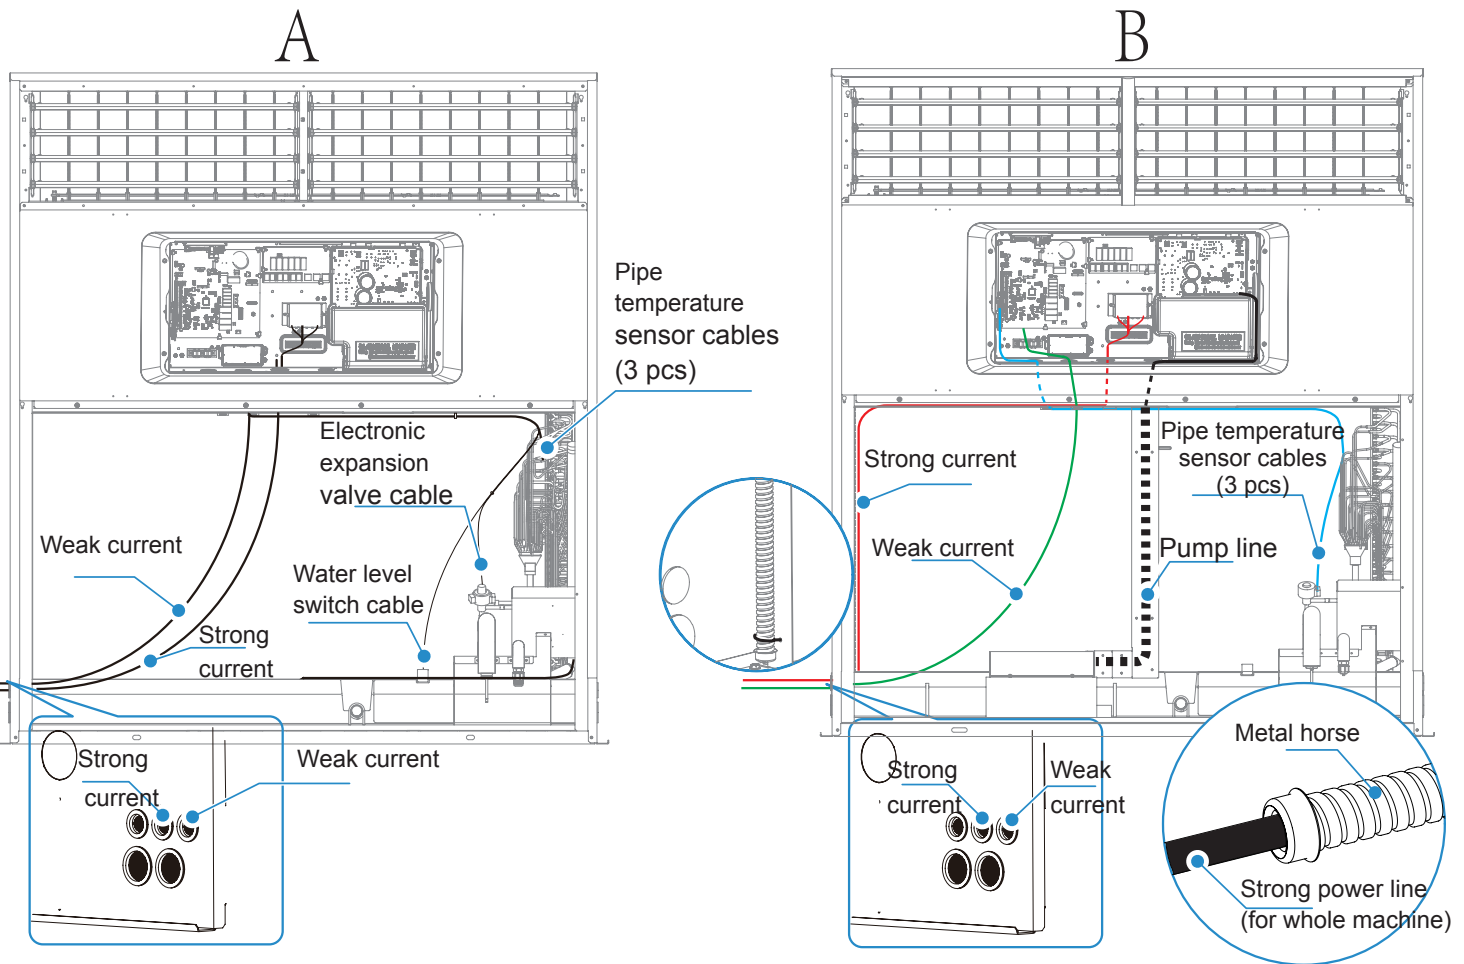 A
B
Pipe
temperature
sensor cables
(3 pcs)
Electronic
expansion
valve cable
Weak current
Water level
switch cable
Strong
current
Strong
current
Weak current
Strong current
Weak current
Pipe temperature
sensor cables
(3 pcs)
Pump line
Strong
current
Weak
current
Metal horse
Strong power line
(for whole machine)